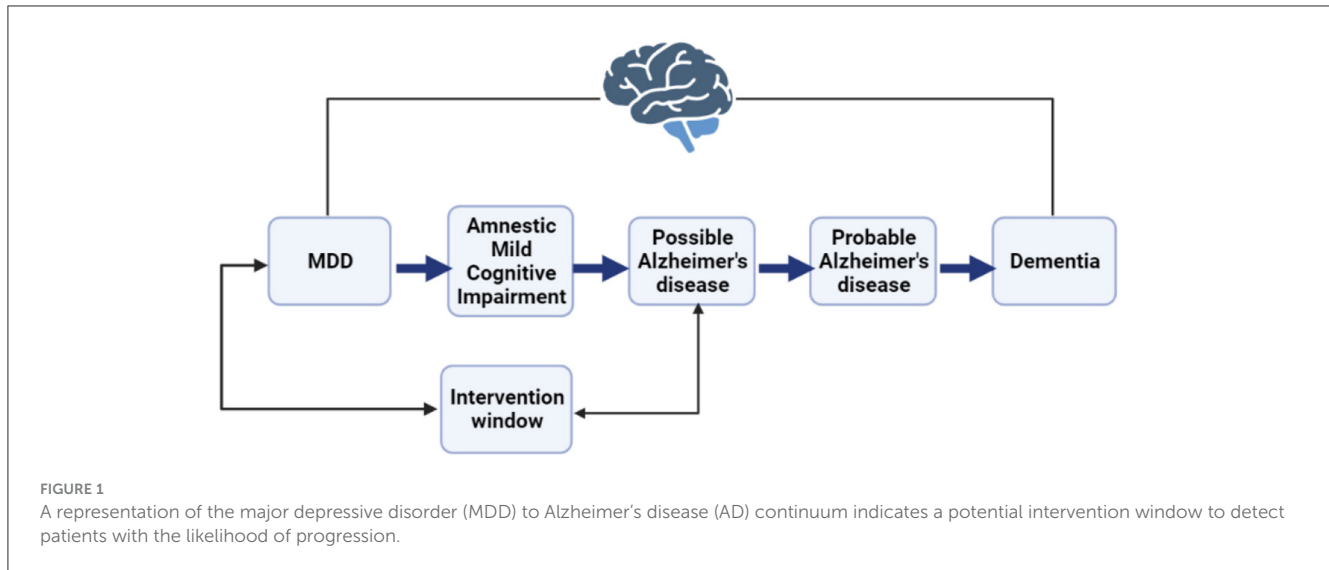 MDD
Amnestic
Mild
Cognitive
Impairment
Possible
Alzheimer's
disease
Probable
Alzheimer's
disease
Dementia
Intervention
window
FIGURE 1
A representation of the major depressive disorder (MDD) to Alzheimer's disease (AD) continuum indicates a potential intervention window to detect
patients with the likelihood of progression.